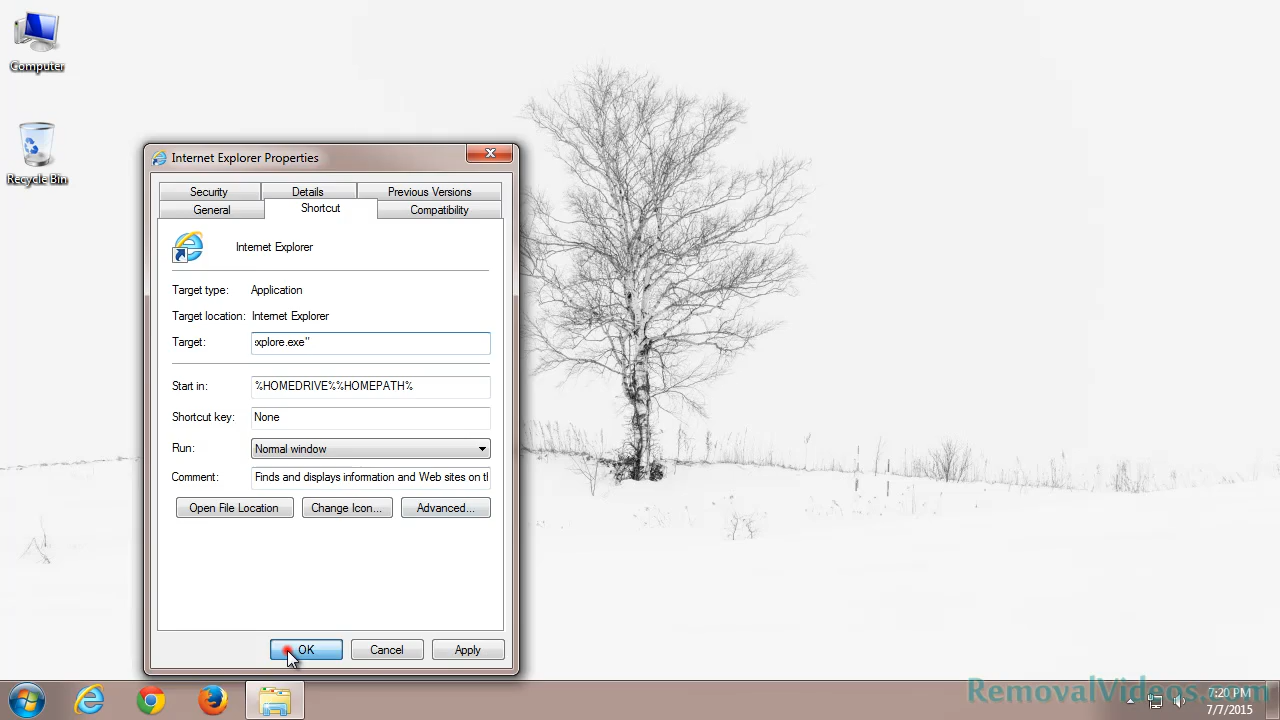 Computer
Recycle Bin
Internet Explorer Properties
Security Details Previous Versions
General Shortcut Compatibility
Internet Explorer
Target type: Application
Target location: Internet Explorer
Target: xplore.exe"
Start in: %HOMEDRIVE%%HOMEPATH%
Shortcut key: None
Run: Normal window
Comment: Finds and displays information and Web sites on tl
Open File Location Change Icon... Advanced...
OK Cancel Apply
RemovalVideos.com
7:20 PM
7/7/2015